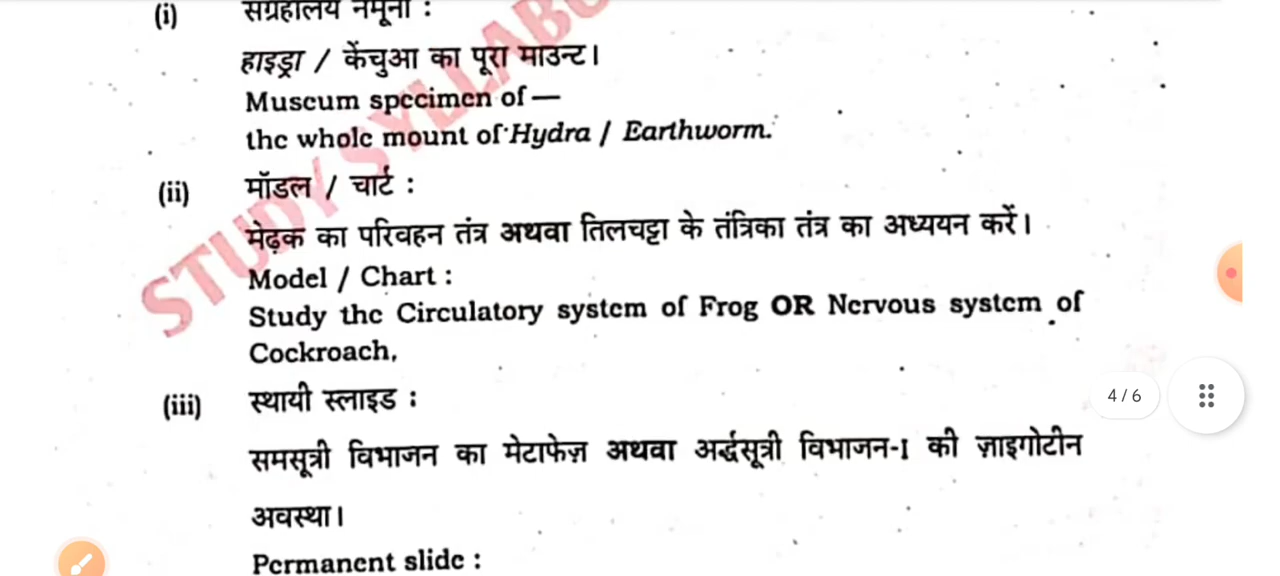 (i) संग्रहालय नमूना :
हाइड्रा / केंचुआ का पूरा माउन्ट।
Museum specimen of —
the whole mount of Hydra / Earthworm.
(ii) मॉडल / चार्ट :
मेढ़क का परिवहन तंत्र अथवा तिलचट्टा के तंत्रिका तंत्र का अध्ययन करें।
Model / Chart :
Study the Circulatory system of Frog OR Nervous system of
Cockroach,
4 / 6
(iii) स्थायी स्लाइड :
समसूत्री विभाजन का मेटाफेज़ अथवा अर्द्धसूत्री विभाजन-I की ज़ाइगोटीन
अवस्था।
Permanent slide :
STUDY SYLLABU